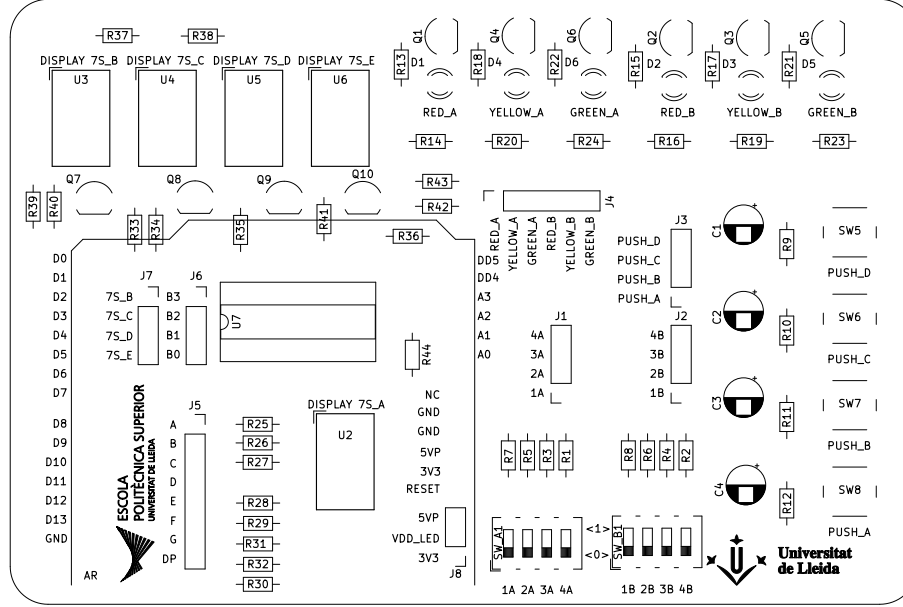 R37 R38
DISPLAY 7S_B DISPLAY 7S_C DISPLAY 7S_D DISPLAY 7S_E
U3 U4 U5 U6
Q1 Q4 Q6 Q2 Q3 Q5
R13 D1 R18 D4 R22 D6 R15 D2 R17 D3 R21 D5
RED_A YELLOW_A GREEN_A RED_B YELLOW_B GREEN_B
R14 R20 R24 R16 R19 R23
Q7 Q8 Q9 Q10
R43
R42
R39 R40 R33 R34 R35 R41
R36
J4
RED_A YELLOW_A GREEN_A RED_B YELLOW_B GREEN_B
J3
PUSH_D
PUSH_C
PUSH_B
PUSH_A
C1 R9 SW5
PUSH_D
C2 R10 SW6
PUSH_C
C3 R11 SW7
PUSH_B
C4 R12 SW8
PUSH_A
D0
D1
D2
D3
D4
D5
D6
D7
D8
D9
D10
D11
D12
D13
GND
AR
J7
7S_B
7S_C
7S_D
7S_E
J6
B3
B2
B1
B0
U7
R44
DD5
DD4
A3
A2
A1
A0
NC
GND
GND
5VP
3V3
RESET
5VP
VDD_LED
3V3
J8
J1
4A
3A
2A
1A
J2
4B
3B
2B
1B
ESCOLA
POLITÈCNICA SUPERIOR
UNIVERSITAT DE LLEIDA
J5
A
B
C
D
E
F
G
DP
R25
R26
R27
R28
R29
R31
R32
R30
DISPLAY 7S_A
U2
R7 R5 R3 R1 R8 R6 R4 R2
SW_A1 <1> SW_B1
<0>
1A 2A 3A 4A 1B 2B 3B 4B
Universitat
de Lleida